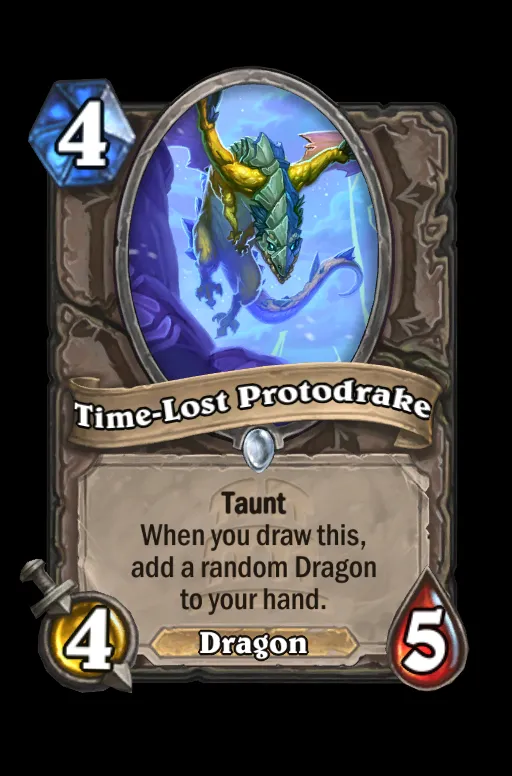 4
Time-Lost Protodrake
Taunt
When you draw this,
add a random Dragon
to your hand.
4
Dragon
5